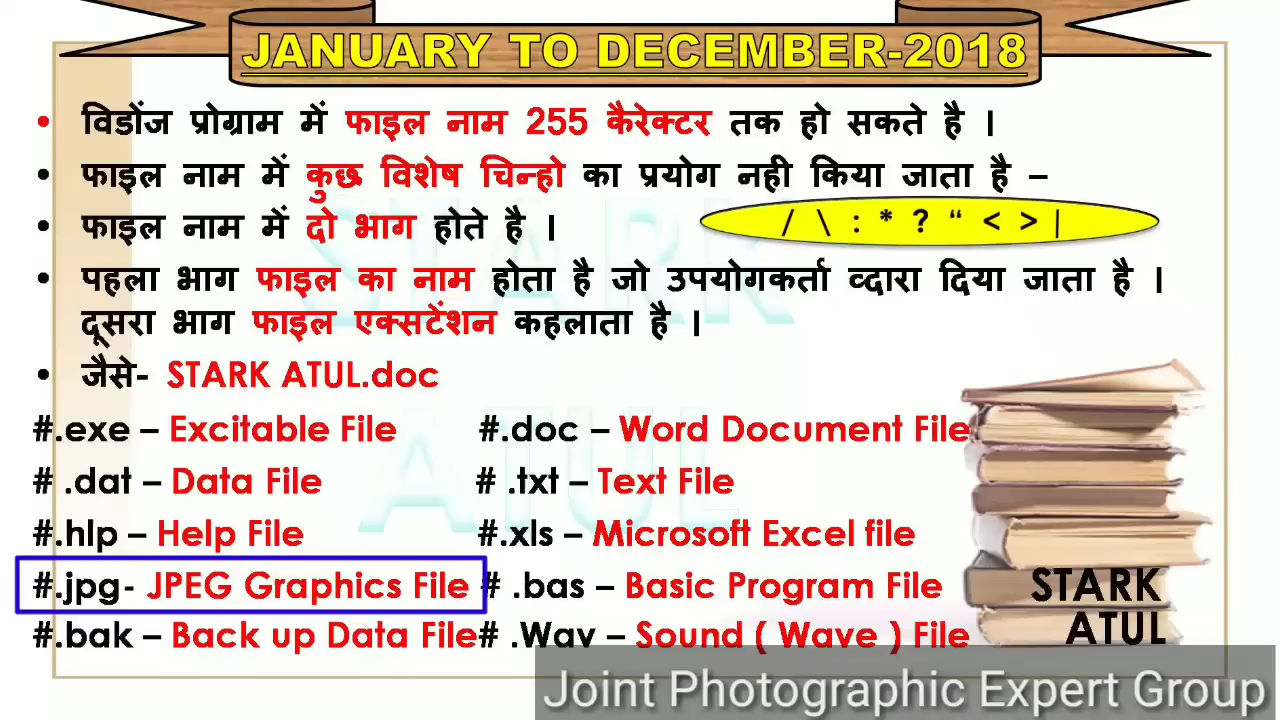 JANUARY TO DECEMBER-2018
• विडोंज प्रोग्राम में फाइल नाम 255 कैरेक्टर तक हो सकते है ।
• फाइल नाम में कुछ विशेष चिन्हो का प्रयोग नही किया जाता है –
/ \ : * ? “ < > |
• फाइल नाम में दो भाग होते है ।
• पहला भाग फाइल का नाम होता है जो उपयोगकर्ता व्दारा दिया जाता है ।
दूसरा भाग फाइल एक्सटेंशन कहलाता है ।
• जैसे- STARK ATUL.doc
#.exe – Excitable File #.doc – Word Document File
# .dat – Data File # .txt – Text File
#.hlp – Help File #.xls – Microsoft Excel file
#.jpg- JPEG Graphics File # .bas – Basic Program File
#.bak – Back up Data File# .Wav – Sound ( Wave ) File
STARK
ATUL
Joint Photographic Expert Group
STARK
ATUL